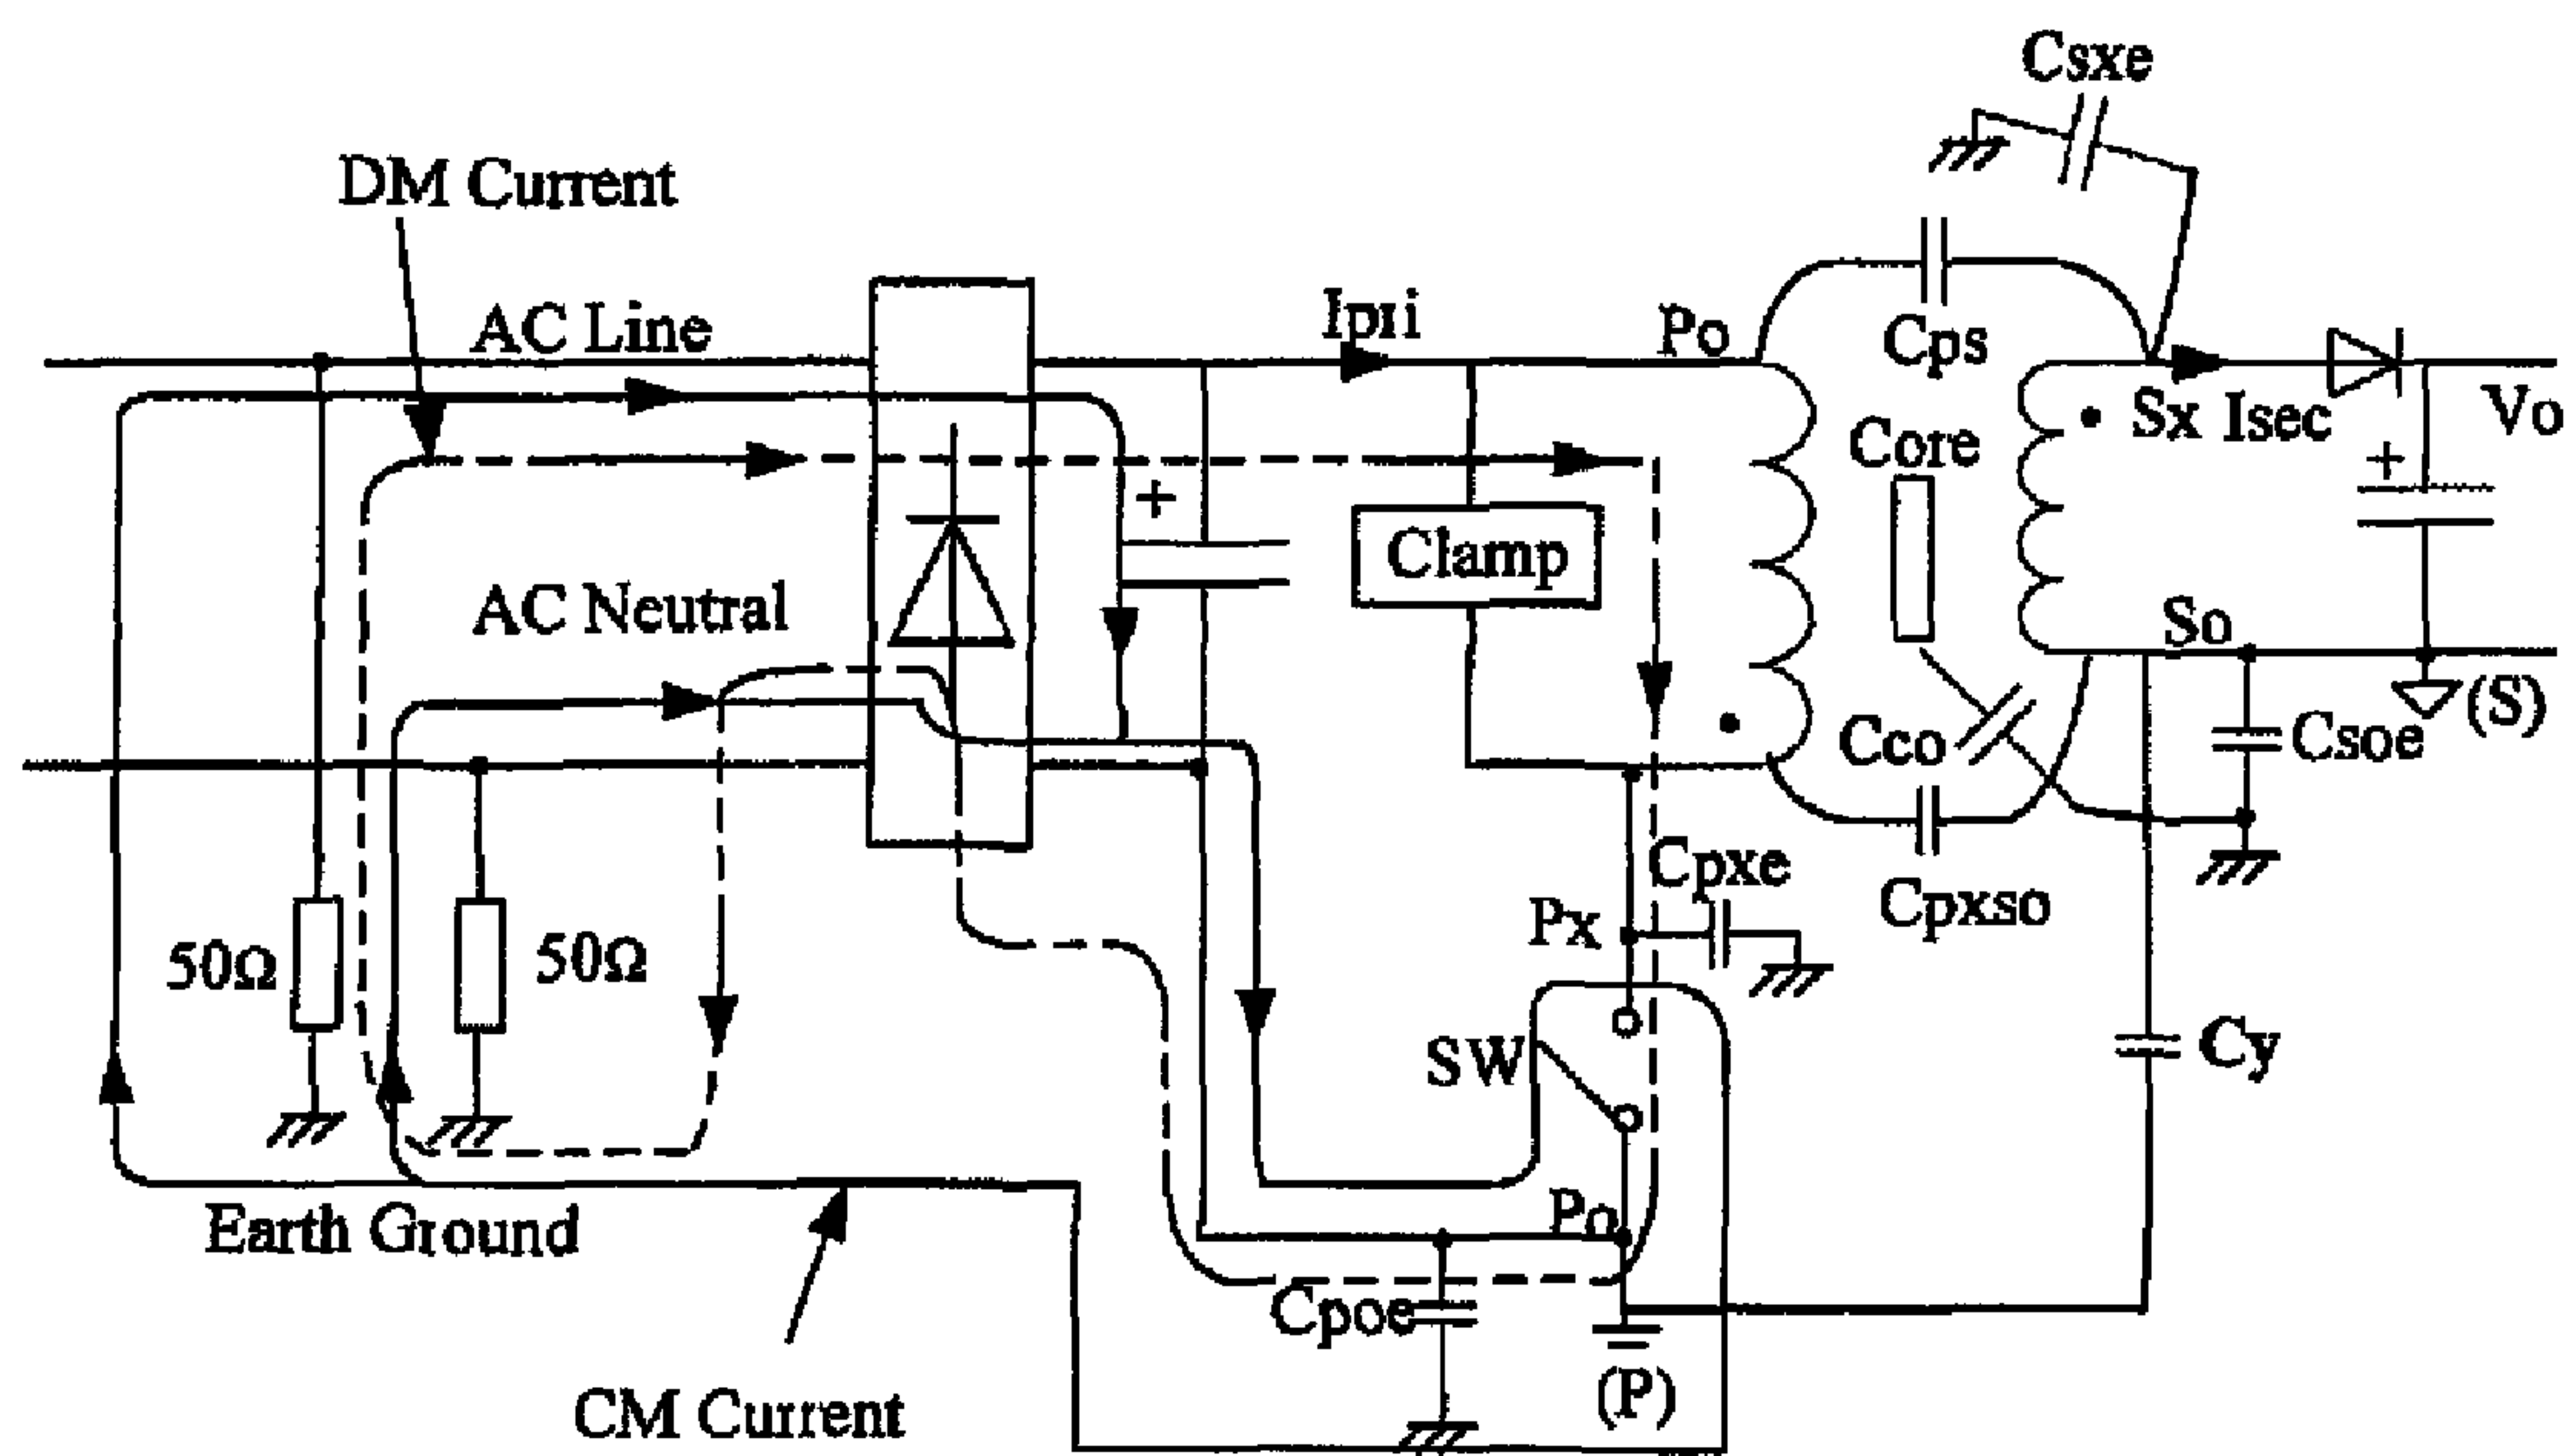 Csxe
DM Current
AC Line
Ipri
Po
Cps
Sx Isec
Vo
Core
+
+
Clamp
AC Neutral
So
(S)
Cco
Csoe
Cpxe
Cpxso
Px
50Ω
50Ω
SW
Cy
Po
Earth Ground
Cpoe
(P)
CM Current